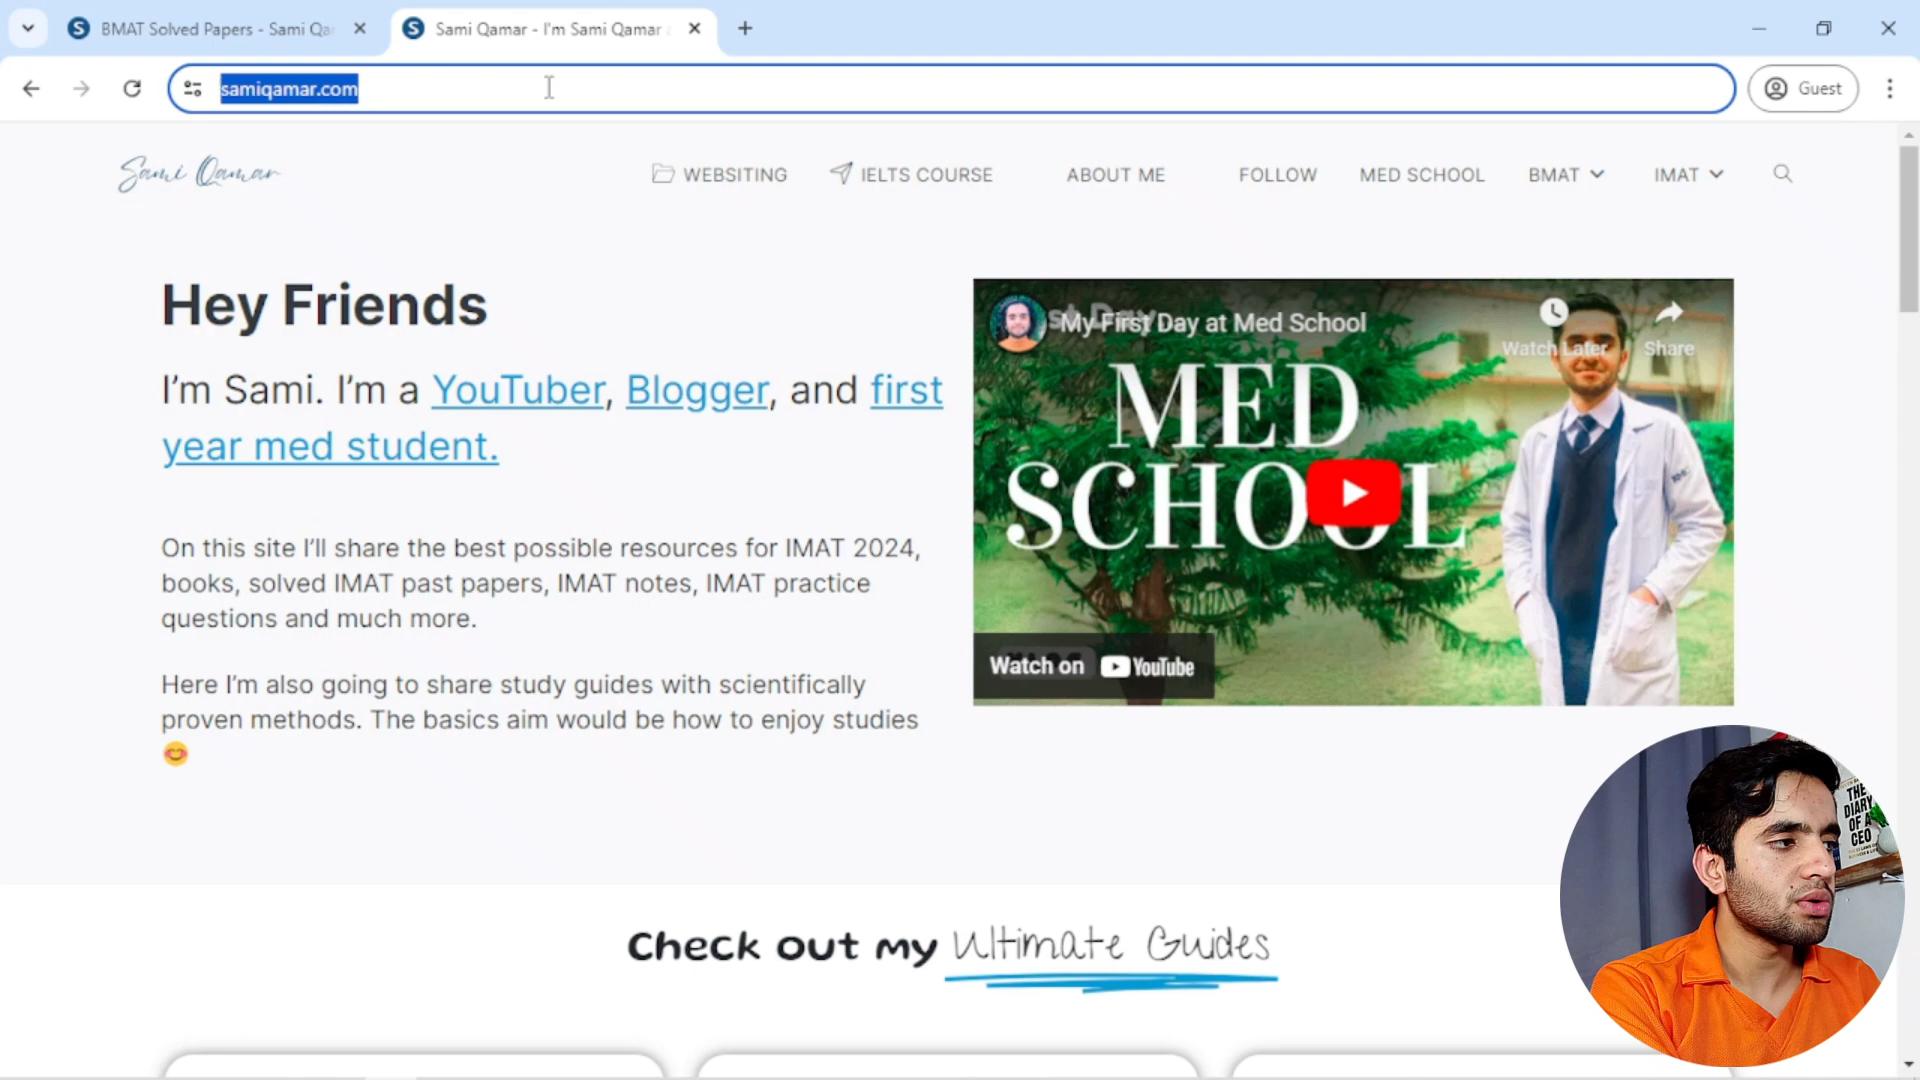 BMAT Solved Papers - Sami Qa
Sami Qamar - I'm Sami Qamar
samiqamar.com
Guest
Sami Qamar
WEBSITING
IELTS COURSE
ABOUT ME
FOLLOW
MED SCHOOL
BMAT
IMAT
Hey Friends
I'm Sami. I'm a YouTuber, Blogger, and first
year med student.
On this site I'll share the best possible resources for IMAT 2024,
books, solved IMAT past papers, IMAT notes, IMAT practice
questions and much more.
Here I'm also going to share study guides with scientifically
proven methods. The basics aim would be how to enjoy studies
😊
My First Day at Med School
Watch Later
Share
MED
SCHOOL
Watch on YouTube
THE
DIARY
OF A
CEO
Check out my Ultimate Guides